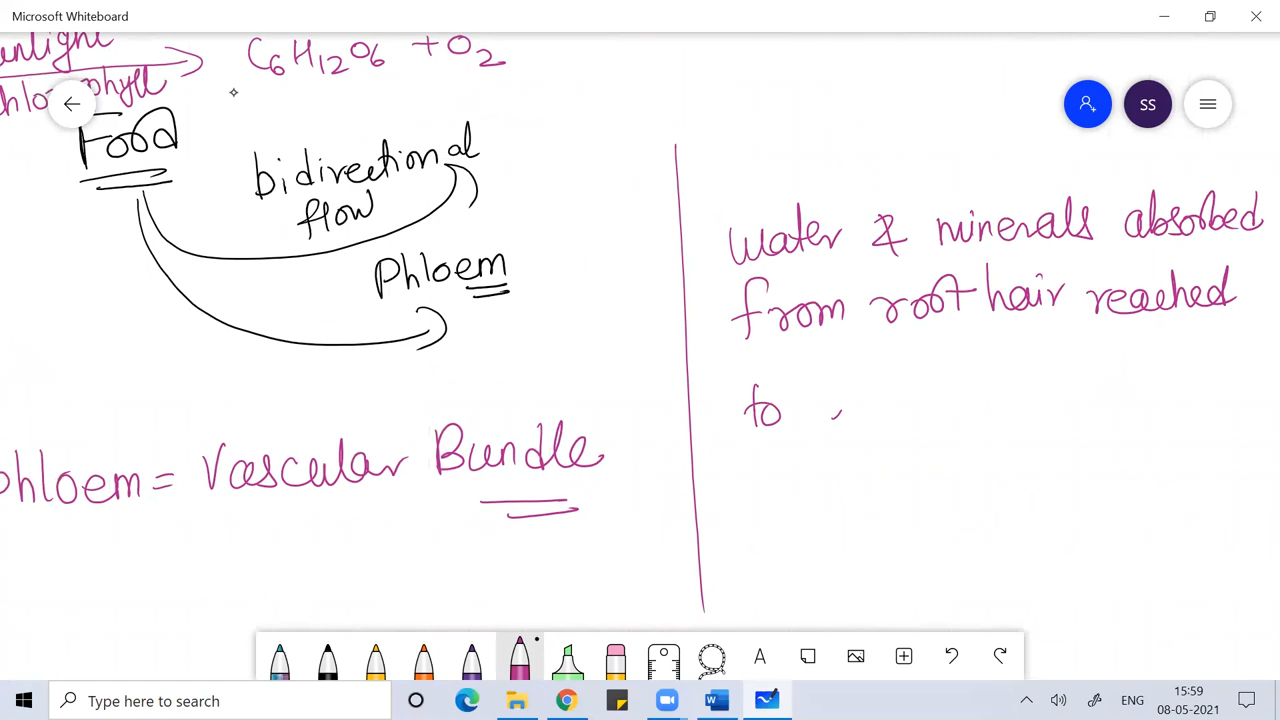 Microsoft Whiteboard
C6H12O6 + O2
SS
Food
bidirectional
flow
Phloem
water & minerals absorbed
from root hair reached
to
phloem = Vascular Bundle
A
Type here to search
ENG
15:59
08-05-2021